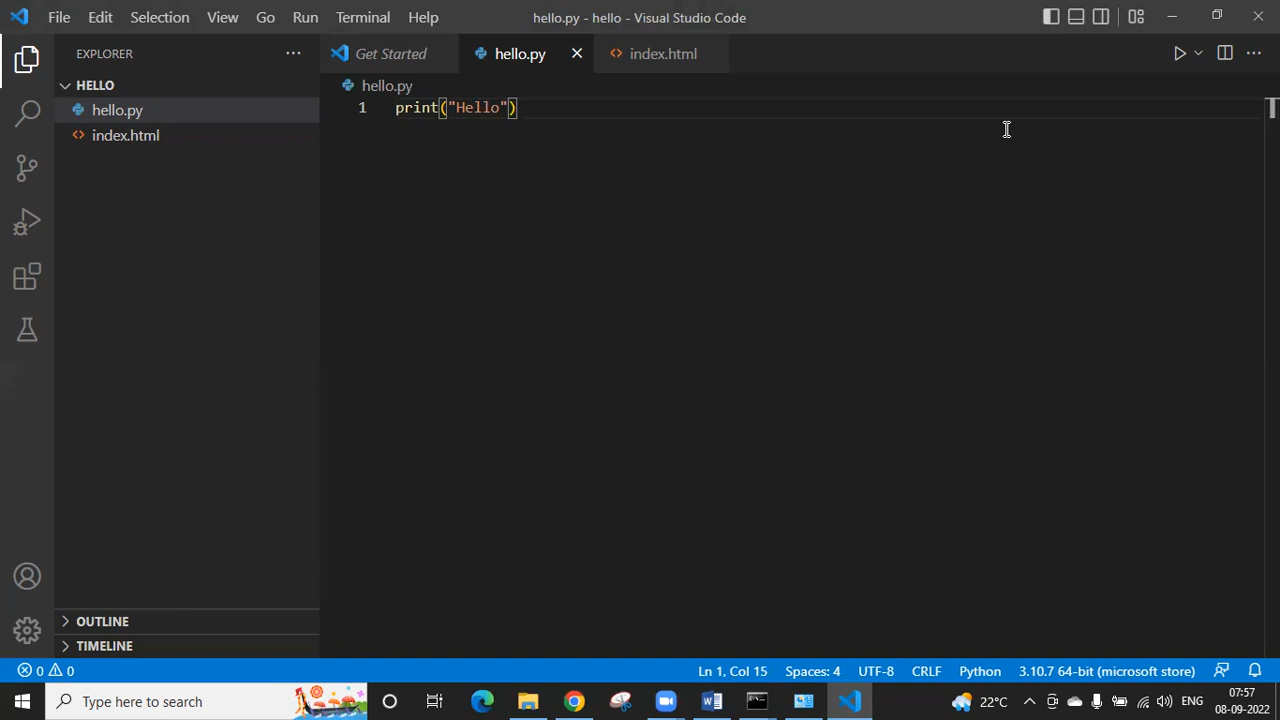 File Edit Selection View Go Run Terminal Help
hello.py - hello - Visual Studio Code
EXPLORER
Get Started
hello.py
index.html
HELLO
hello.py
hello.py
1 print("Hello")
index.html
OUTLINE
TIMELINE
0 0
Ln 1, Col 15 Spaces: 4 UTF-8 CRLF Python 3.10.7 64-bit (microsoft store)
Type here to search
22°C
ENG
07:57
08-09-2022